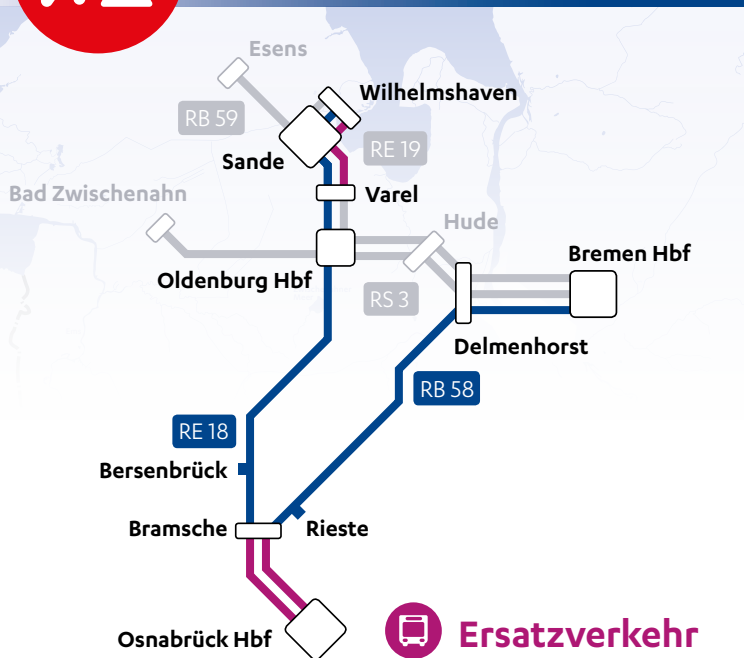 Esens
Wilhelmshaven
RB 59
RE 19
Sande
Varel
Bad Zwischenahn
Hude
Bremen Hbf
Oldenburg Hbf
RS 3
Delmenhorst
RB 58
RE 18
Bersenbrück
Bramsche
Rieste
Osnabrück Hbf
Ersatzverkehr